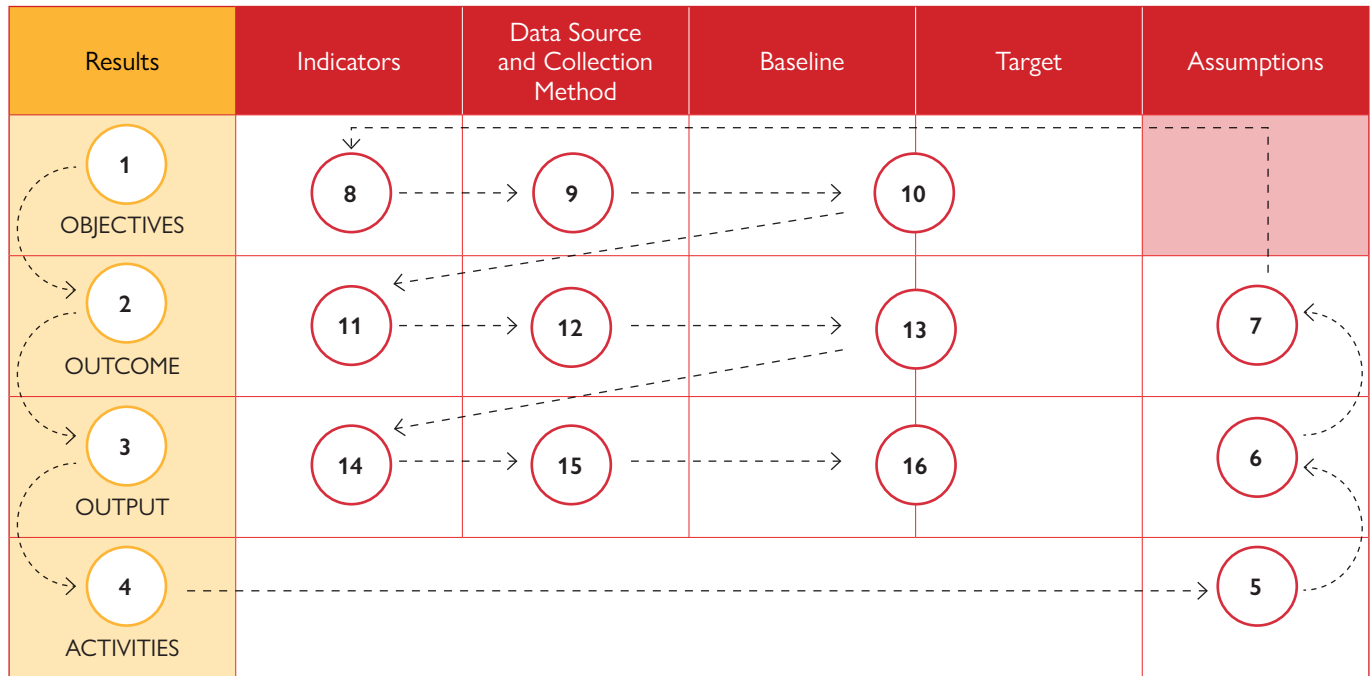 Results
Indicators
Data Source
and Collection
Method
Baseline
Target
Assumptions
1
OBJECTIVES
8
9
10
2
OUTCOME
11
12
13
7
3
OUTPUT
14
15
16
6
4
ACTIVITIES
5